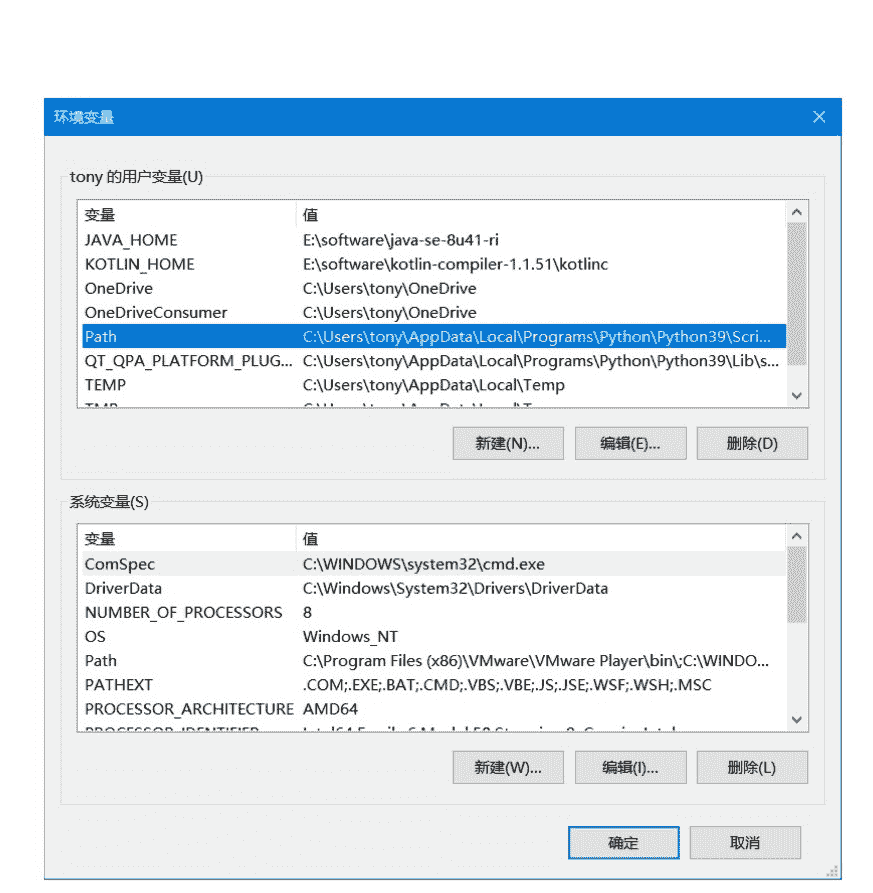 环境变量
tony 的用户变量(U)
变量 值
JAVA_HOME E:\software\java-se-8u41-ri
KOTLIN_HOME E:\software\kotlin-compiler-1.1.51\kotlinc
OneDrive C:\Users\tony\OneDrive
OneDriveConsumer C:\Users\tony\OneDrive
Path C:\Users\tony\AppData\Local\Programs\Python\Python39\Scri...
QT_QPA_PLATFORM_PLUG... C:\Users\tony\AppData\Local\Programs\Python\Python39\Lib\s...
TEMP C:\Users\tony\AppData\Local\Temp
新建(N)... 编辑(E)... 删除(D)
系统变量(S)
变量 值
ComSpec C:\WINDOWS\system32\cmd.exe
DriverData C:\Windows\System32\Drivers\DriverData
NUMBER_OF_PROCESSORS 8
OS Windows_NT
Path C:\Program Files (x86)\VMware\VMware Player\bin\;C:\WINDO...
PATHEXT .COM;.EXE;.BAT;.CMD;.VBS;.VBE;.JS;.JSE;.WSF;.WSH;.MSC
PROCESSOR_ARCHITECTURE AMD64
新建(W)... 编辑(I)... 删除(L)
确定 取消